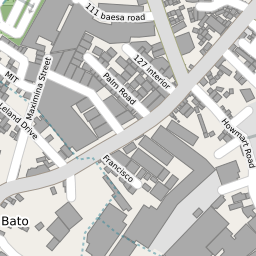 111 baesa road
127 interior
Palm Road
MIT
Maximina Street
Leland Drive
Howmart Road
Francisco
Bato